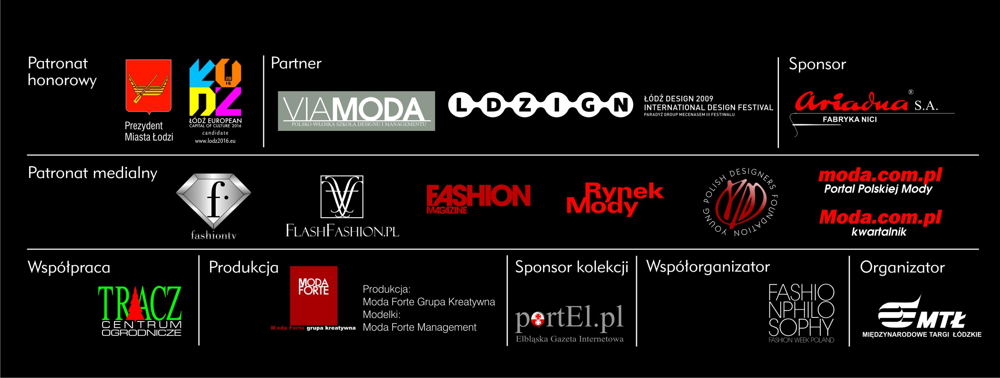 Patronat
honorowy
Prezydent
Miasta Łodzi
ŁÓDŹ
20
16
ŁÓDŹ EUROPEAN
CAPITAL OF CULTURE 2016
candidate
www.lodz2016.eu
Partner
VIAMODA
POLSKO-WŁOSKA SZKOŁA DESIGNU I MANAGEMENTU
LDZIGN
ŁÓDŹ DESIGN 2009
INTERNATIONAL DESIGN FESTIVAL
PARADYŻ GROUP MECENASEM III FESTIWALU
Sponsor
Ariadna® S.A.
FABRYKA NICI
Patronat medialny
f.
fashiontv
FLASHFASHION.PL
FASHION
MAGAZINE
Rynek
Mody
YOUNG POLISH DESIGNERS FOUNDATION
moda.com.pl
Portal Polskiej Mody
Moda.com.pl
kwartalnik
Współpraca
TRACZ
CENTRUM
OGRODNICZE
Produkcja
MODA
FORTE
Moda Forte grupa kreatywna
Produkcja:
Moda Forte Grupa Kreatywna
Modelki:
Moda Forte Management
Sponsor kolekcji
portEl.pl
Elbląska Gazeta Internetowa
Współorganizator
FASHIO
NPHILO
SOPHY
FASHION WEEK POLAND
Organizator
MTŁ
MIĘDZYNARODOWE TARGI ŁÓDZKIE